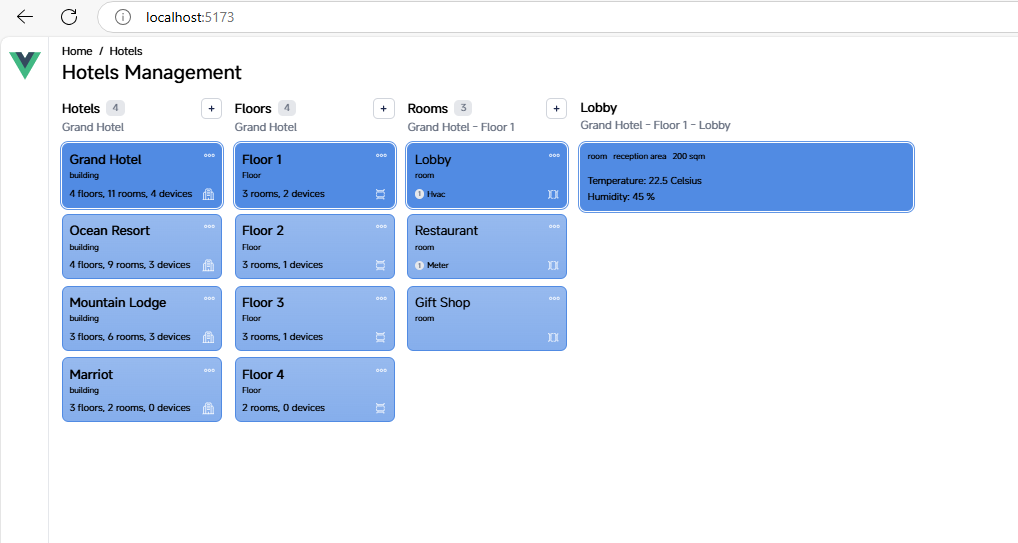 localhost:5173
Home / Hotels
Hotels Management
Hotels 4 +
Grand Hotel
Grand Hotel
building
4 floors, 11 rooms, 4 devices
Ocean Resort
building
4 floors, 9 rooms, 3 devices
Mountain Lodge
building
3 floors, 6 rooms, 3 devices
Marriot
building
3 floors, 2 rooms, 0 devices
Floors 4 +
Grand Hotel
Floor 1
Floor
3 rooms, 2 devices
Floor 2
Floor
3 rooms, 1 devices
Floor 3
Floor
3 rooms, 1 devices
Floor 4
Floor
2 rooms, 0 devices
Rooms 3 +
Grand Hotel - Floor 1
Lobby
room
1 Hvac
Restaurant
room
1 Meter
Gift Shop
room
Lobby
Grand Hotel - Floor 1 - Lobby
room reception area 200 sqm
Temperature: 22.5 Celsius
Humidity: 45 %